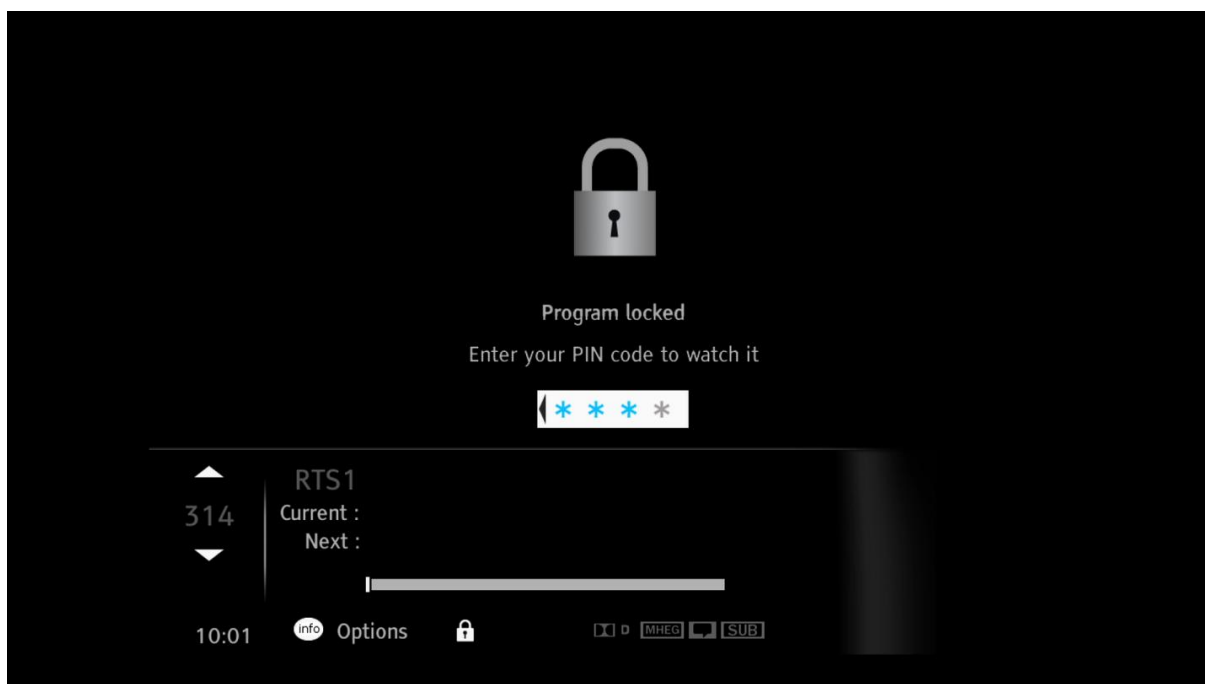 Program locked
Enter your PIN code to watch it
* * * *
RTS1
314
Current :
Next :
10:01
info Options
D MHEG SUB